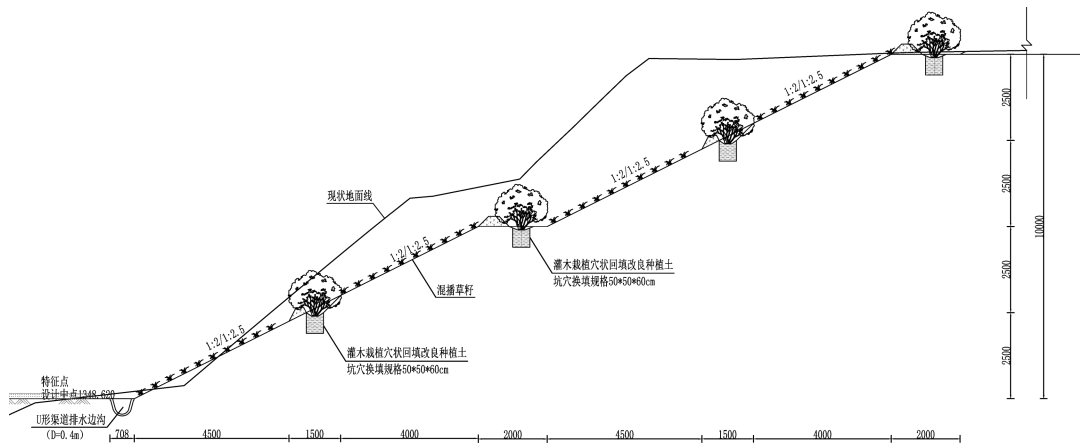 1:2/1:2.5
2500
1:2/1:2.5
2500
现状地面线
10000
1:2/1:2.5
灌木栽植穴状回填改良种植土
坑穴换填规格50*50*60cm
2500
混播草籽
1:2/1:2.5
灌木栽植穴状回填改良种植土
坑穴换填规格50*50*60cm
2500
特征点
设计中点1348.620
U形渠道排水边沟
(D=0.4m)
708 4500 1500 4000 2000 4500 1500 4000 2000